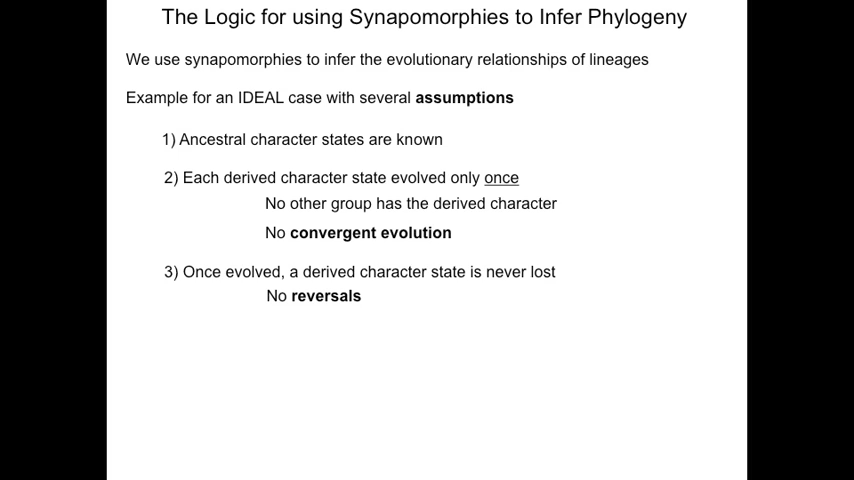 The Logic for using Synapomorphies to Infer Phylogeny
We use synapomorphies to infer the evolutionary relationships of lineages
Example for an IDEAL case with several assumptions
1) Ancestral character states are known
2) Each derived character state evolved only once
No other group has the derived character
No convergent evolution
3) Once evolved, a derived character state is never lost
No reversals